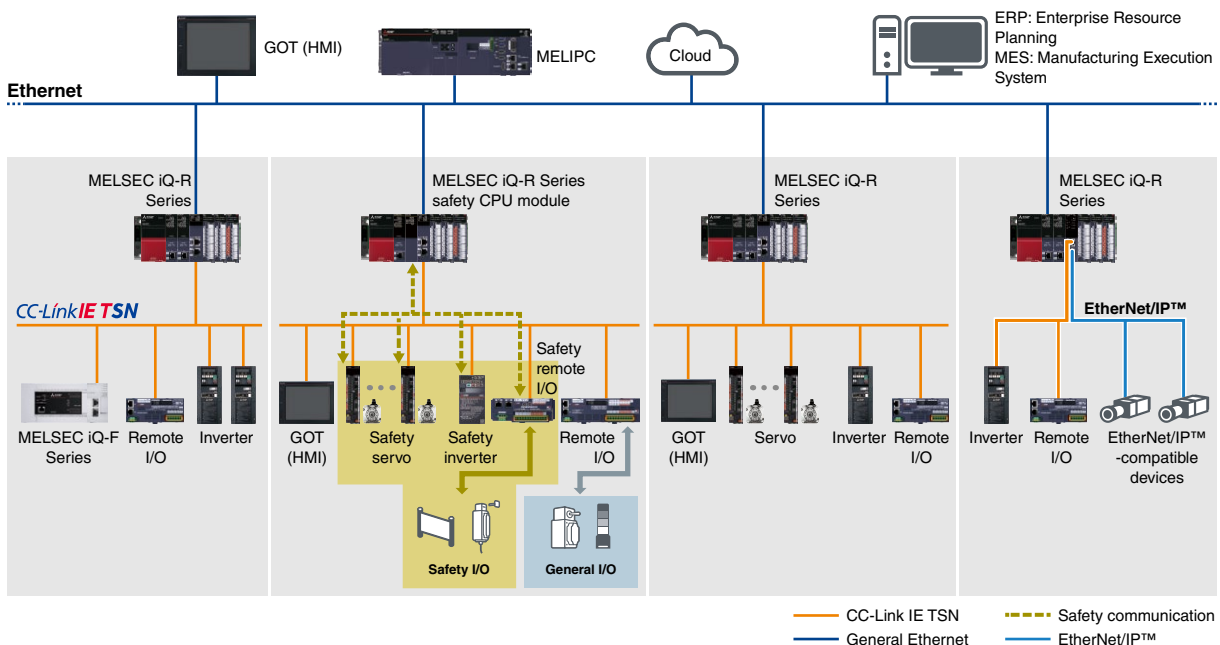 GOT (HMI)
MELIPC
Cloud
ERP: Enterprise Resource
Planning
MES: Manufacturing Execution
System
Ethernet
MELSEC iQ-R
Series
MELSEC iQ-R Series
safety CPU module
MELSEC iQ-R
Series
MELSEC iQ-R
Series
CC-Link IE TSN
EtherNet/IP™
Safety
remote
I/O
MELSEC iQ-F
Series
Remote
I/O
Inverter
GOT
(HMI)
Safety
servo
Safety
inverter
Remote
I/O
GOT
(HMI)
Servo
Inverter
Remote
I/O
Inverter
Remote
I/O
EtherNet/IP™
-compatible
devices
Safety I/O
General I/O
CC-Link IE TSN
Safety communication
General Ethernet
EtherNet/IP™